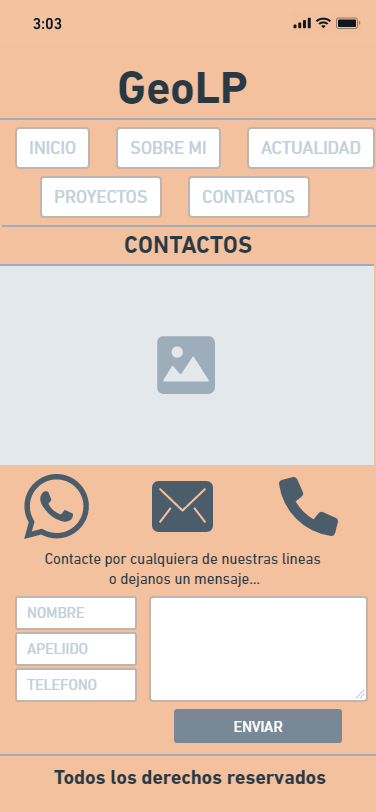 3:03
GeoLP
INICIO SOBRE MI ACTUALIDAD
PROYECTOS CONTACTOS
CONTACTOS
Contacte por cualquiera de nuestras lineas
o dejanos un mensaje...
NOMBRE
APELIIDO
TELEFONO
ENVIAR
Todos los derechos reservados